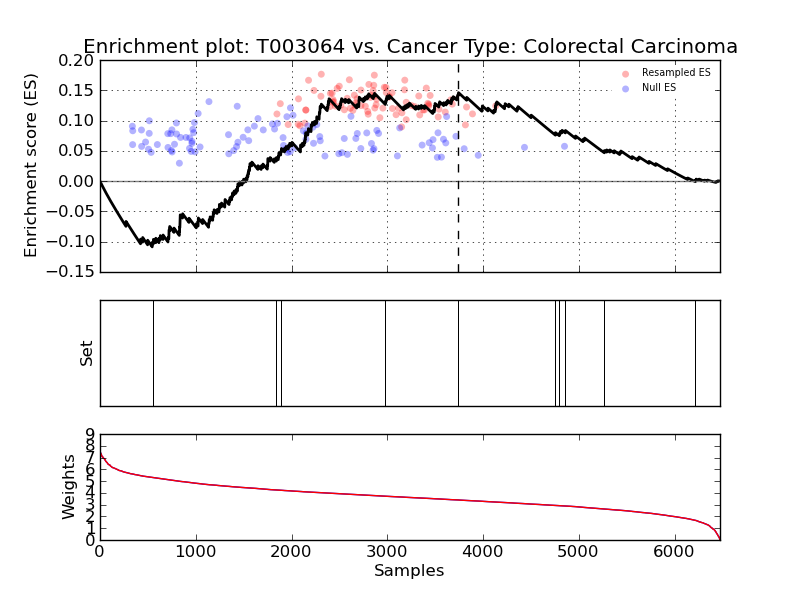 Enrichment plot: T003064 vs. Cancer Type: Colorectal Carcinoma
Enrichment score (ES)
0.20
0.15
0.10
0.05
0.00
−0.05
−0.10
−0.15
Resampled ES
Null ES
Set
Weights
9
8
7
6
5
4
3
2
1
0
0 1000 2000 3000 4000 5000 6000
Samples